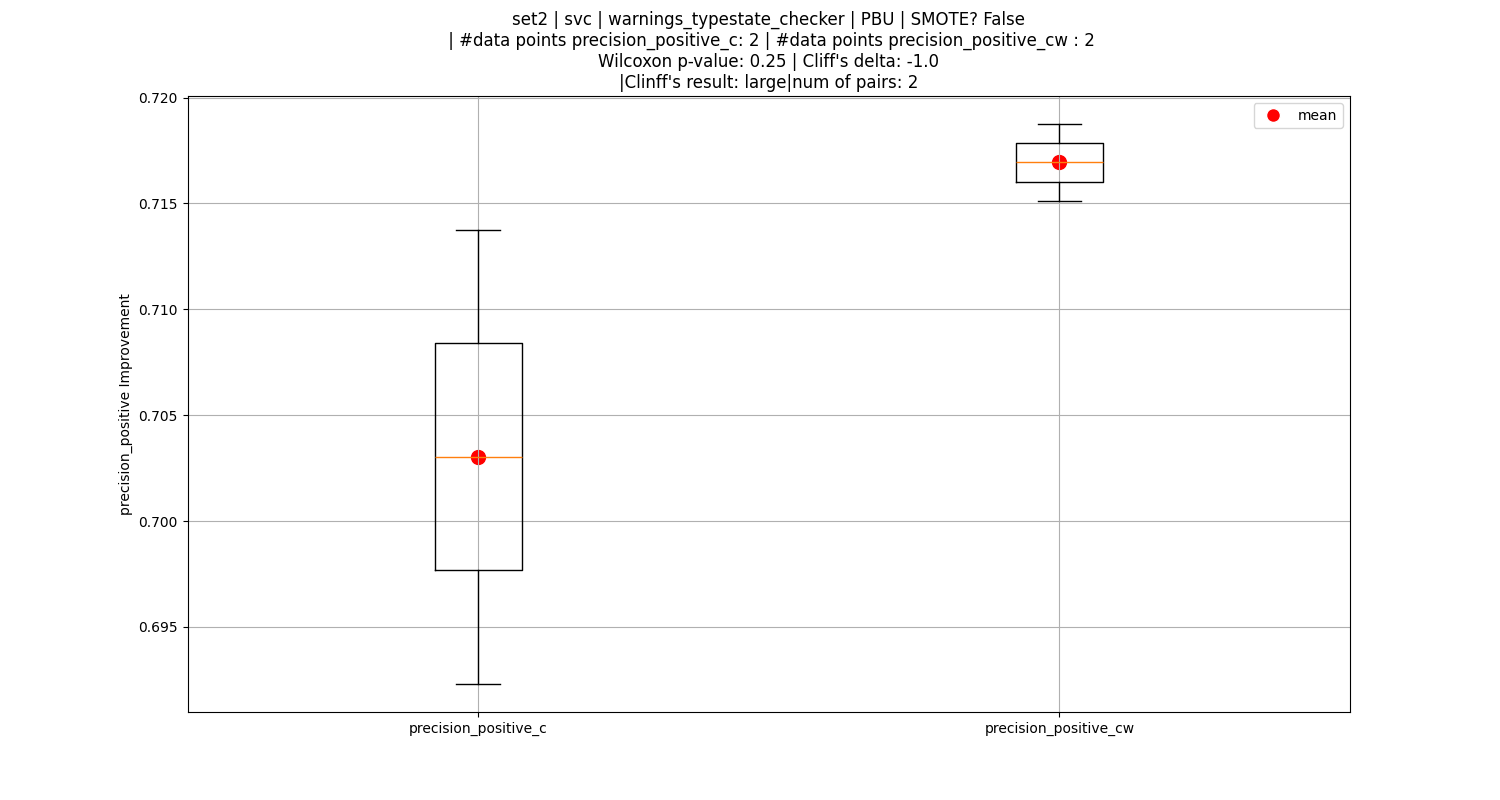 set2 | svc | warnings_typestate_checker | PBU | SMOTE? False
| #data points precision_positive_c: 2 | #data points precision_positive_cw : 2
Wilcoxon p-value: 0.25 | Cliff's delta: -1.0
|Clinff's result: large|num of pairs: 2
mean
0.720
0.715
0.710
0.705
0.700
0.695
precision_positive Improvement
precision_positive_c
precision_positive_cw